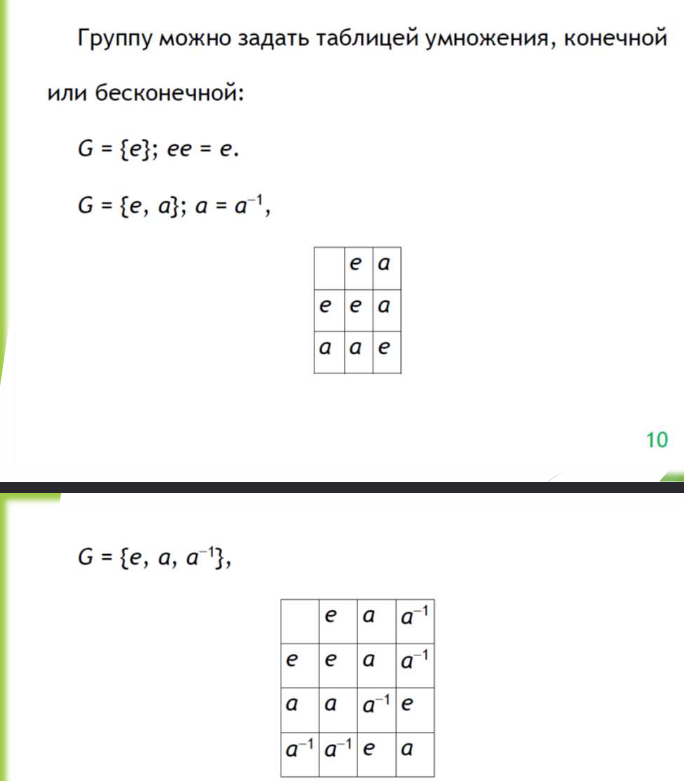 Группу можно задать таблицей умножения, конечной
или бесконечной:
G = {e}; ee = e.
G = {e, a}; a = a⁻¹,
e a
e e a
a a e
10
G = {e, a, a⁻¹},
e a a⁻¹
e e a a⁻¹
a a a⁻¹ e
a⁻¹ a⁻¹ e a